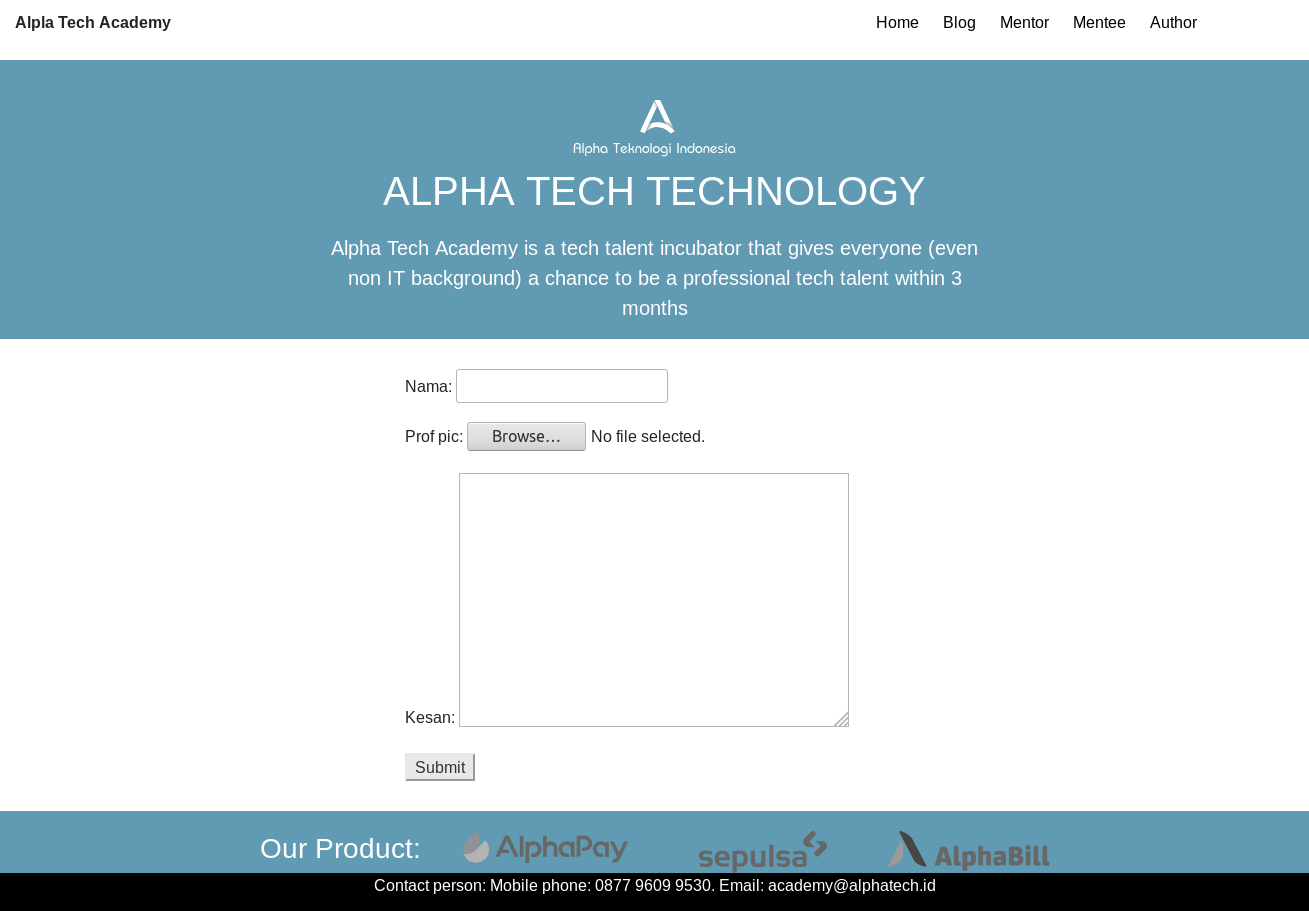 Alpla Tech Academy Home Blog Mentor Mentee Author
Alpha Teknologi Indonesia
ALPHA TECH TECHNOLOGY
Alpha Tech Academy is a tech talent incubator that gives everyone (even
non IT background) a chance to be a professional tech talent within 3
months
Nama:
Prof pic: Browse... No file selected.
Kesan:
Submit
Our Product: AlphaPay sepulsa AlphaBill
Contact person: Mobile phone: 0877 9609 9530. Email: academy@alphatech.id